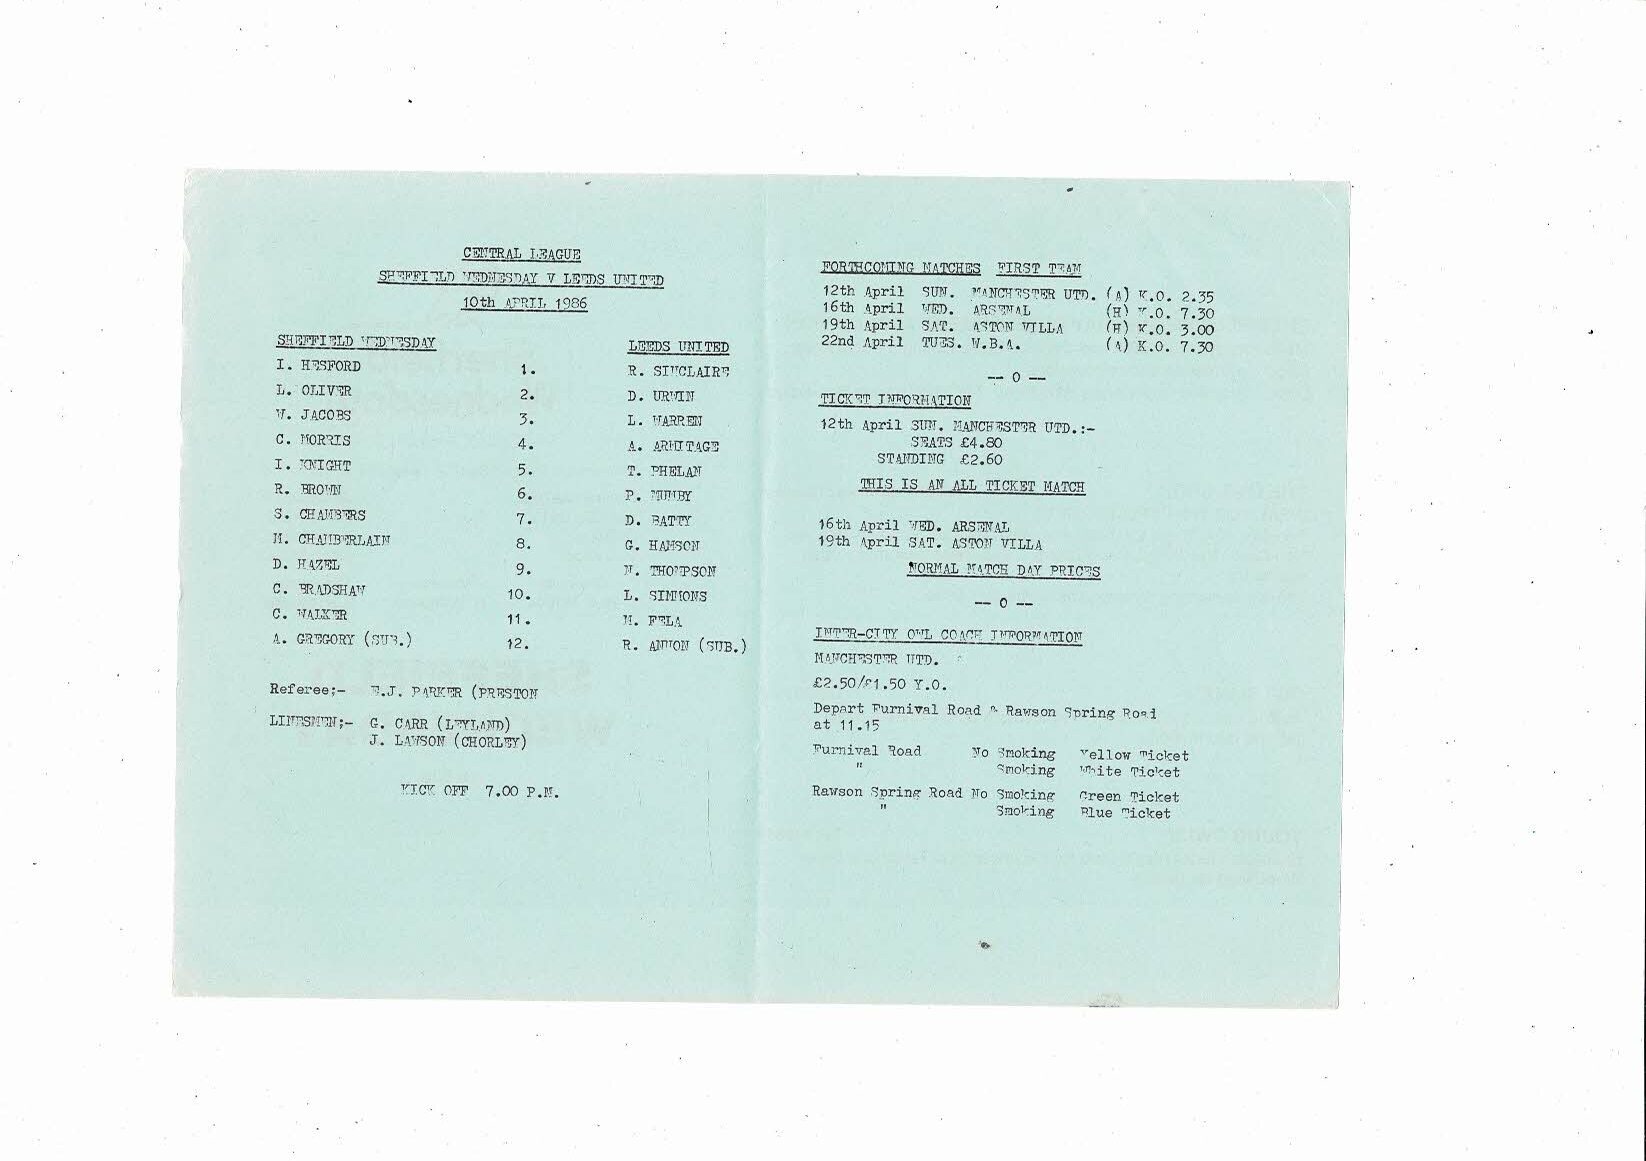 CENTRAL LEAGUE
SHEFFIELD WEDNESDAY V LEEDS UNITED
10th APRIL 1986
SHEFFIELD WEDNESDAY LEEDS UNITED
I. HESFORD 1. R. SINCLAIRE
L. OLIVER 2. D. URWIN
W. JACOBS 3. L. WARREN
C. MORRIS 4. A. ARMITAGE
I. KNIGHT 5. T. PHELAN
R. BROWN 6. P. MUMBY
S. CHAMBERS 7. D. BATTY
M. CHAMBERLAIN 8. G. HAMSON
D. HAZEL 9. N. THOMPSON
C. BRADSHAW 10. L. SIMMONS
C. WALKER 11. M. FELA
A. GREGORY (SUB.) 12. R. (SUB.)
Referee;- E.J. PARKER (PRESTON
LINESMEN;- G. CARR (LEYLAND)
J. LAWSON (CHORLEY)
KICK OFF 7.00 P.M.
FORTHCOMING MATCHES FIRST TEAM
12th April SUN. MANCHESTER UTD. (A) K.O. 2.35
16th April WED. ARSENAL (H) K.O. 7.30
19th April SAT. ASTON VILLA (H) K.O. 3.00
22nd April TUES. W.B.A. (A) K.O. 7.30
-- O --
TICKET INFORMATION
12th April SUN. MANCHESTER UTD.:-
SEATS £4.80
STANDING £2.60
THIS IS AN ALL TICKET MATCH
16th April WED. ARSENAL
19th April SAT. ASTON VILLA
NORMAL MATCH DAY PRICES
-- O --
INTER-CITY OWL COACH INFORMATION
MANCHESTER UTD.
£2.50/£1.50 Y.O.
Depart Furnival Road & Rawson Spring Road
at 11.15
Furnival Road No Smoking Yellow Ticket
" Smoking White Ticket
Rawson Spring Road No Smoking Green Ticket
" Smoking Blue Ticket